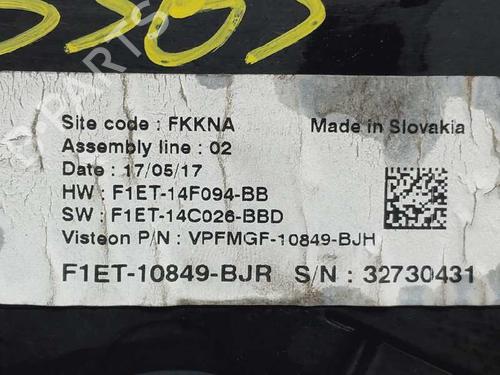 Site code : FKKNA
Made in Slovakia
Assembly line : 02
Date : 17/05/17
HW : F1ET-14F094-BB
SW : F1ET-14C026-BBD
Visteon P/N : VPFMGF-10849-BJH
F1ET-10849-BJR S/N : 32730431